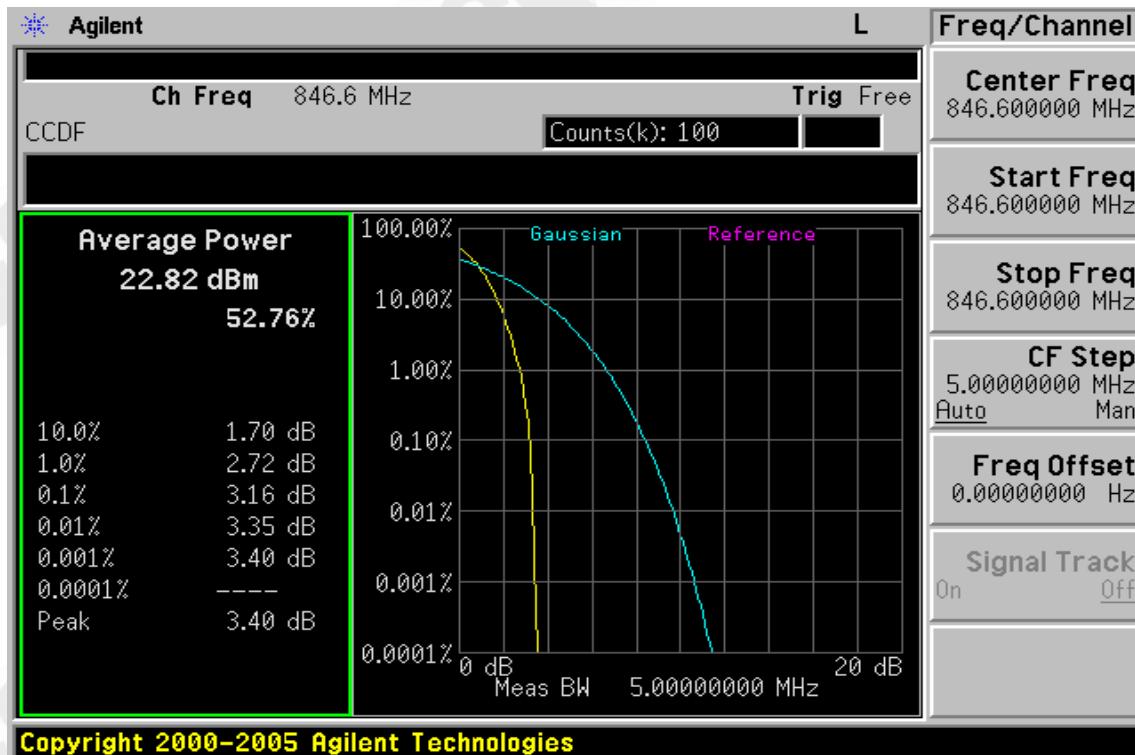 Agilent L
Freq/Channel
Ch Freq 846.6 MHz Trig Free
CCDF Counts(k): 100
Average Power
22.82 dBm
52.76%
10.0% 1.70 dB
1.0% 2.72 dB
0.1% 3.16 dB
0.01% 3.35 dB
0.001% 3.40 dB
0.0001% ----
Peak 3.40 dB
Gaussian Reference
100.00%
10.00%
1.00%
0.10%
0.01%
0.001%
0.0001%
0 dB 20 dB
Meas BW 5.00000000 MHz
Center Freq
846.600000 MHz
Start Freq
846.600000 MHz
Stop Freq
846.600000 MHz
CF Step
5.00000000 MHz
Auto Man
Freq Offset
0.00000000 Hz
Signal Track
On Off
Copyright 2000-2005 Agilent Technologies